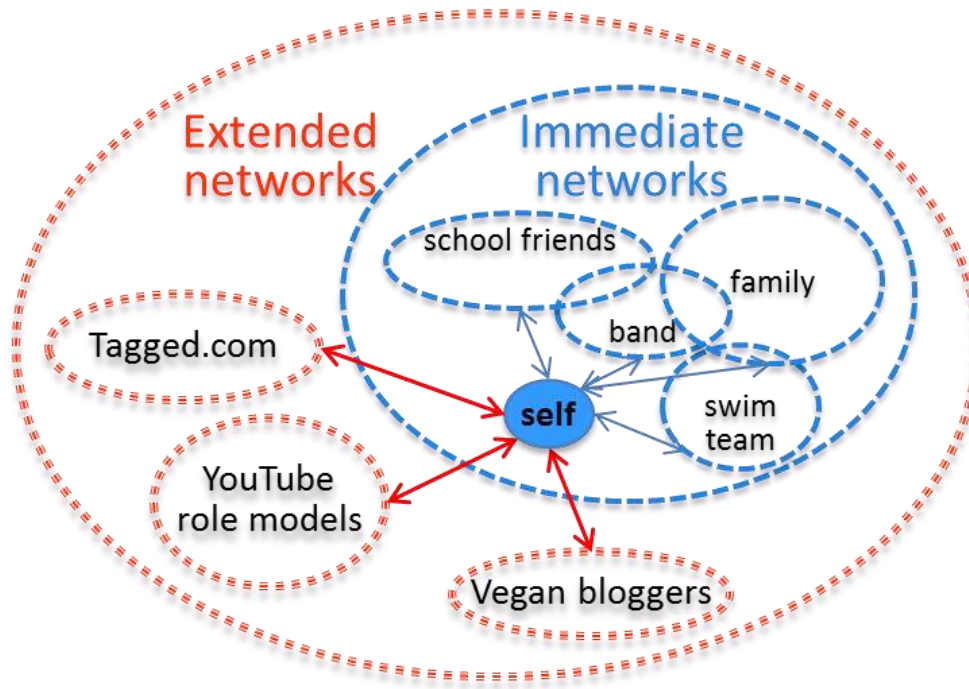 Extended
networks
Immediate
networks
school friends
family
band
Tagged.com
self
swim
team
YouTube
role models
Vegan bloggers